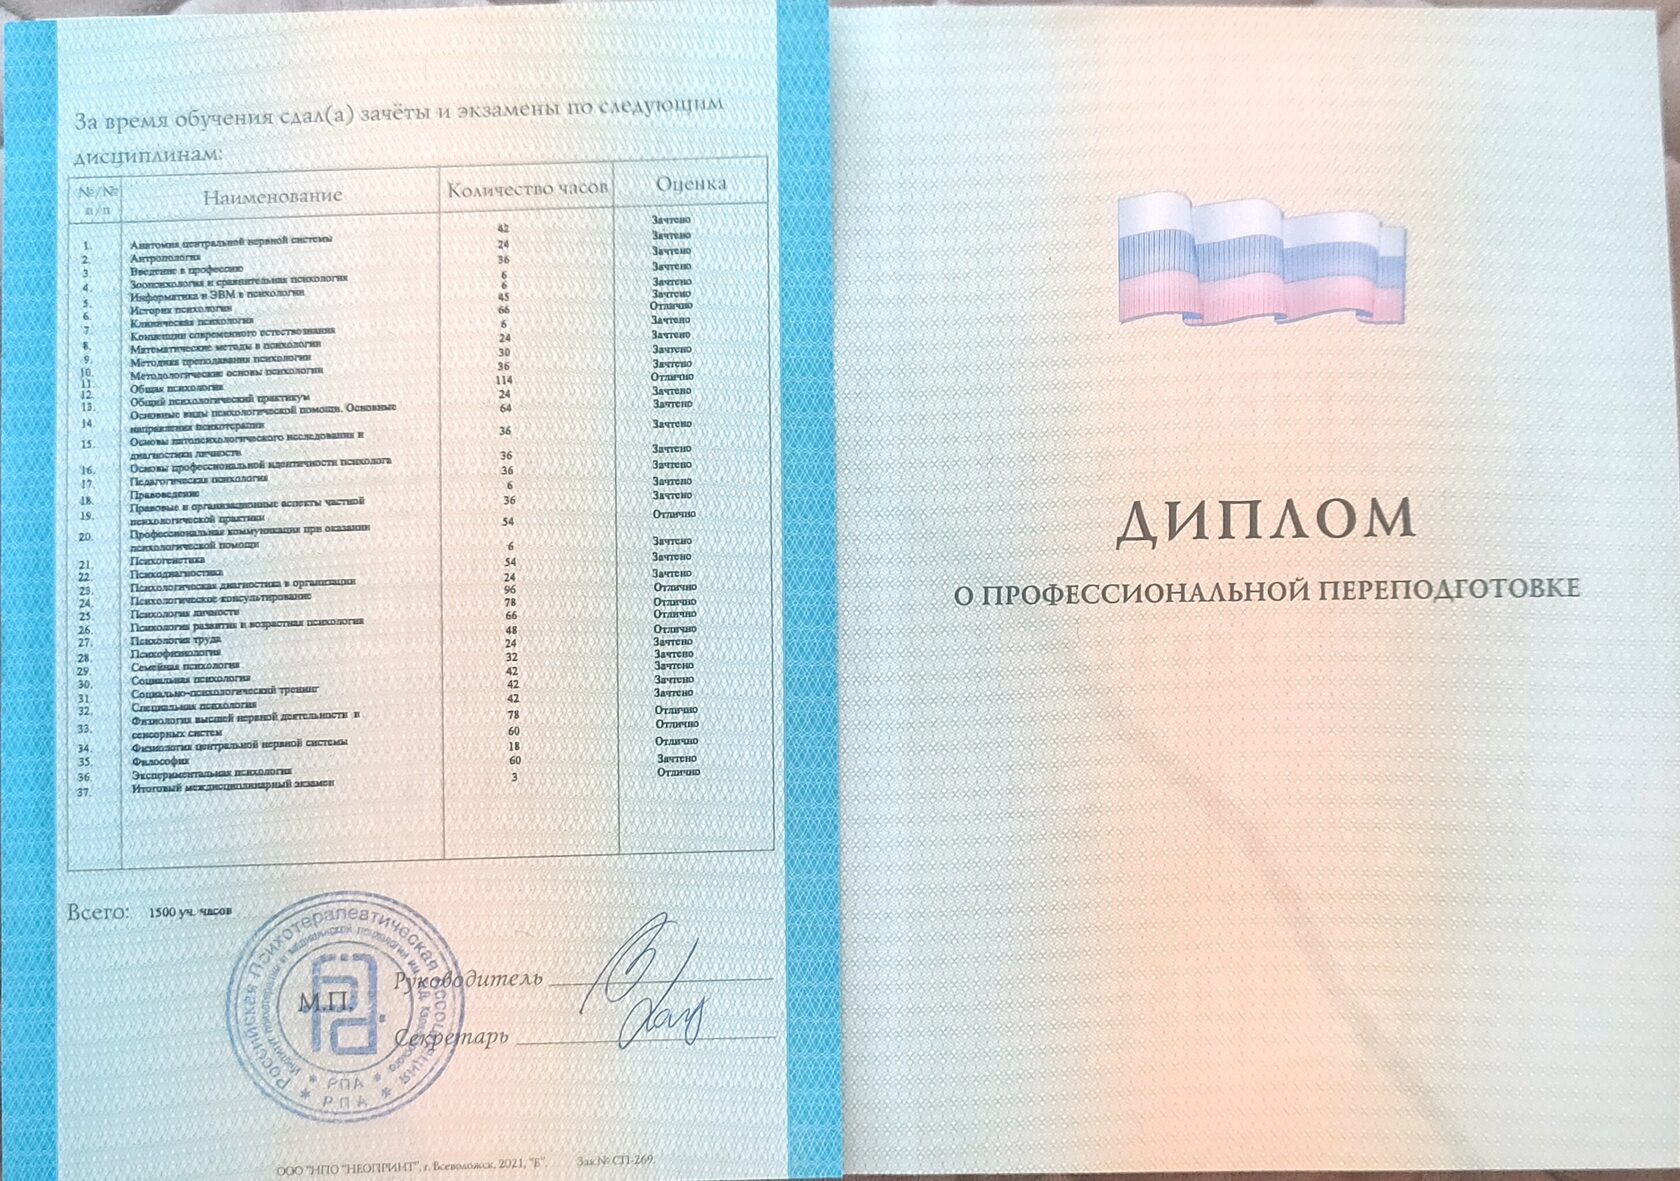 За время обучения сдал(а) зачёты и экзамены по следующим
дисциплинам:
№/№ п/п Наименование Количество часов Оценка
1. Анатомия центральной нервной системы 42 Зачтено
2. Антропология 24 Зачтено
3 Введение в профессию 36 Зачтено
4. Зоопсихология и сравнительная психология 6 Зачтено
5. Информатика и ЭВМ в психологии 6 Зачтено
6. История психологии 45 Зачтено
7. Клиническая психология 66 Отлично
8. Концепции современного естествознания 6 Зачтено
9. Математические методы в психологии 24 Зачтено
10. Методика преподавания психологии 30 Зачтено
11. Методологические основы психологии 36 Зачтено
12. Общая психология 114 Отлично
13. Общий психологический практикум 24 Зачтено
14. Основные виды психологической помощи. Основные 64 Зачтено
направления психотерапии
15. Основы патопсихологического исследования и 36 Зачтено
диагностики личности
16. Основы профессиональной идентичности психолога 36 Зачтено
17. Педагогическая психология 36 Зачтено
18. Правоведение 6 Зачтено
19. Правовые и организационные аспекты частной 36 Зачтено
психологической практики
20. Профессиональная коммуникация при оказании 54 Отлично
психологической помощи
21. Психогенетика 6 Зачтено
22. Психодиагностика 54 Зачтено
23. Психологическая диагностика в организации 24 Зачтено
24. Психологическое консультирование 96 Отлично
25. Психология личности 78 Отлично
26. Психология развития и возрастная психология 66 Отлично
27. Психология труда 48 Отлично
28. Психофизиология 24 Зачтено
29. Семейная психология 32 Зачтено
30. Социальная психология 42 Зачтено
31. Социально-психологический тренинг 42 Зачтено
32. Специальная психология 42
33. Физиология высшей нервной деятельности и 78 Отлично
сенсорных систем
34. Физиология центральной нервной системы 60 Отлично
35. Философия 18 Отлично
36. Экспериментальная психология 60 Зачтено
37. Итоговый междисциплинарный экзамен 3 Отлично
Всего: 1500 уч. часов
Российская Психотерапевтическая Ассоциация
РПА
РПА
М.П.
Руководитель
Секретарь
ООО "НПО "НЕОПРИНТ", г. Всеволожск, 2021, "Б". Зак.№ СП-269.
ДИПЛОМ
О ПРОФЕССИОНАЛЬНОЙ ПЕРЕПОДГОТОВКЕ